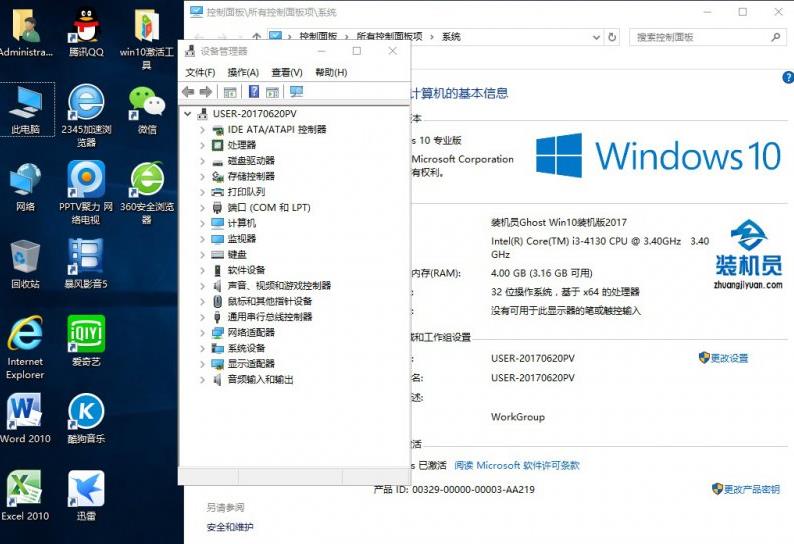 Administra...
腾讯QQ
win10激活工
具
此电脑
2345加速浏
览器
微信
网络
PPTV聚力 网
络电视
360安全浏览
器
回收站
暴风影音5
Internet
Explorer
爱奇艺
Word 2010
酷狗音乐
Excel 2010
迅雷
设备管理器
文件(F)
操作(A)
查看(V)
帮助(H)
USER-20170620PV
IDE ATA/ATAPI 控制器
处理器
磁盘驱动器
存储控制器
打印队列
端口 (COM 和 LPT)
计算机
监视器
键盘
软件设备
声音、视频和游戏控制器
鼠标和其他指针设备
通用串行总线控制器
网络适配器
系统设备
显示适配器
音频输入和输出
控制面板\所有控制面板项\系统
控制面板
所有控制面板项
系统
搜索控制面板
计算机的基本信息
本
s 10 专业版
Microsoft Corporation
有权利。
Windows 10
装机员Ghost Win10装机版2017
Intel(R) Core(TM) i3-4130 CPU @ 3.40GHz 3.40
GHz
内存(RAM):
4.00 GB (3.16 GB 可用)
32 位操作系统，基于 x64 的处理器
没有可用于此显示器的笔或触控输入
装机员
zhuangjiyuan.com
域和工作组设置
USER-20170620PV
更改设置
名:
USER-20170620PV
述:
WorkGroup
激活
s 已激活 阅读 Microsoft 软件许可条款
产品 ID: 00329-00000-00003-AA219
更改产品密钥
另请参阅
安全和维护